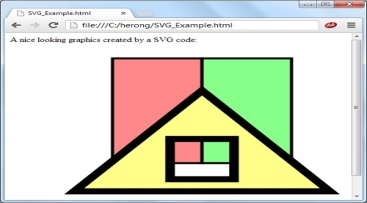 SVG_Example.html
file:///C:/herong/SVG_Example.html
A nice looking graphics created by a SVG code: